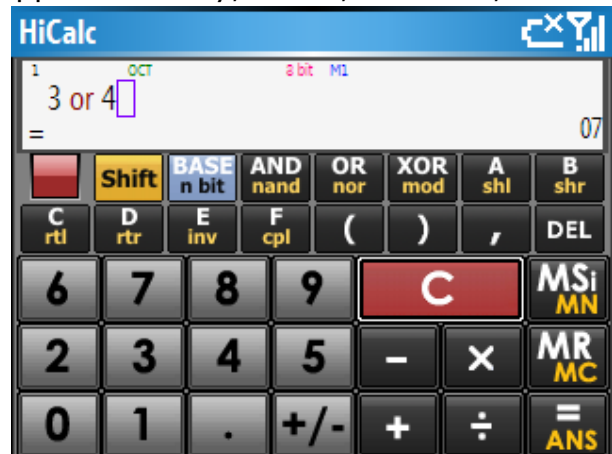 HiCalc
1 OCT 8 bit M1
3 or 4
= 07
Shift BASE AND OR XOR A B
n bit nand nor mod shl shr
C D E F ( ) , DEL
rtl rtr inv cpl
6 7 8 9 C MSi
MN
2 3 4 5 - × MR
MC
0 1 . +/- + ÷ =
ANS